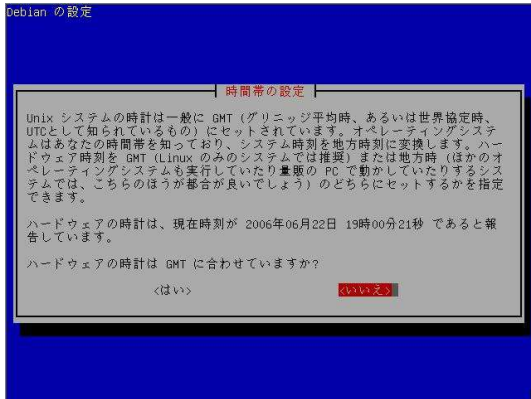 Debian の設定
時間帯の設定
Unix システムの時計は一般に GMT (グリニッジ平均時、あるいは世界協定時、
UTCとして知られているもの) にセットされています。オペレーティングシステ
ムはあなたの時間帯を知っており、システム時刻を地方時刻に変換します。ハー
ドウェア時刻を GMT (Linux のみのシステムでは推奨) または地方時 (ほかのオ
ペレーティングシステムも実行していたり量販の PC で動かしていたりするシス
テムでは、こちらのほうが都合が良いでしょう) のどちらにセットするかを指定
できます。
ハードウェアの時計は、現在時刻が 2006年06月22日 19時00分21秒 であると報
告しています。
ハードウェアの時計は GMT に合わせていますか?
<はい> <いいえ>